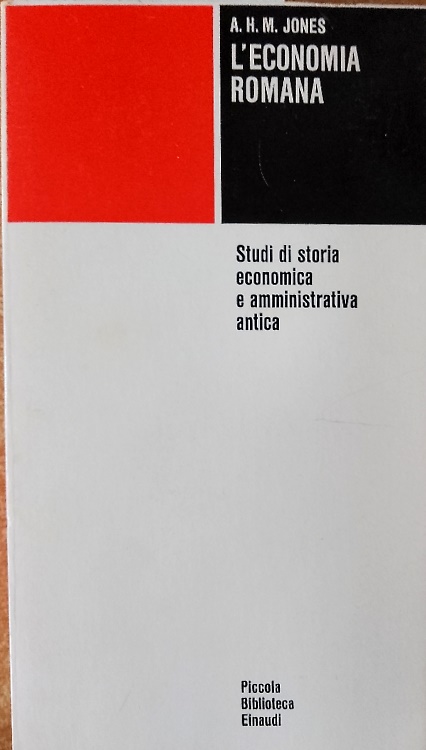 A. H. M. JONES
L'ECONOMIA
ROMANA
Studi di storia
economica
e amministrativa
antica
Piccola
Biblioteca
Einaudi